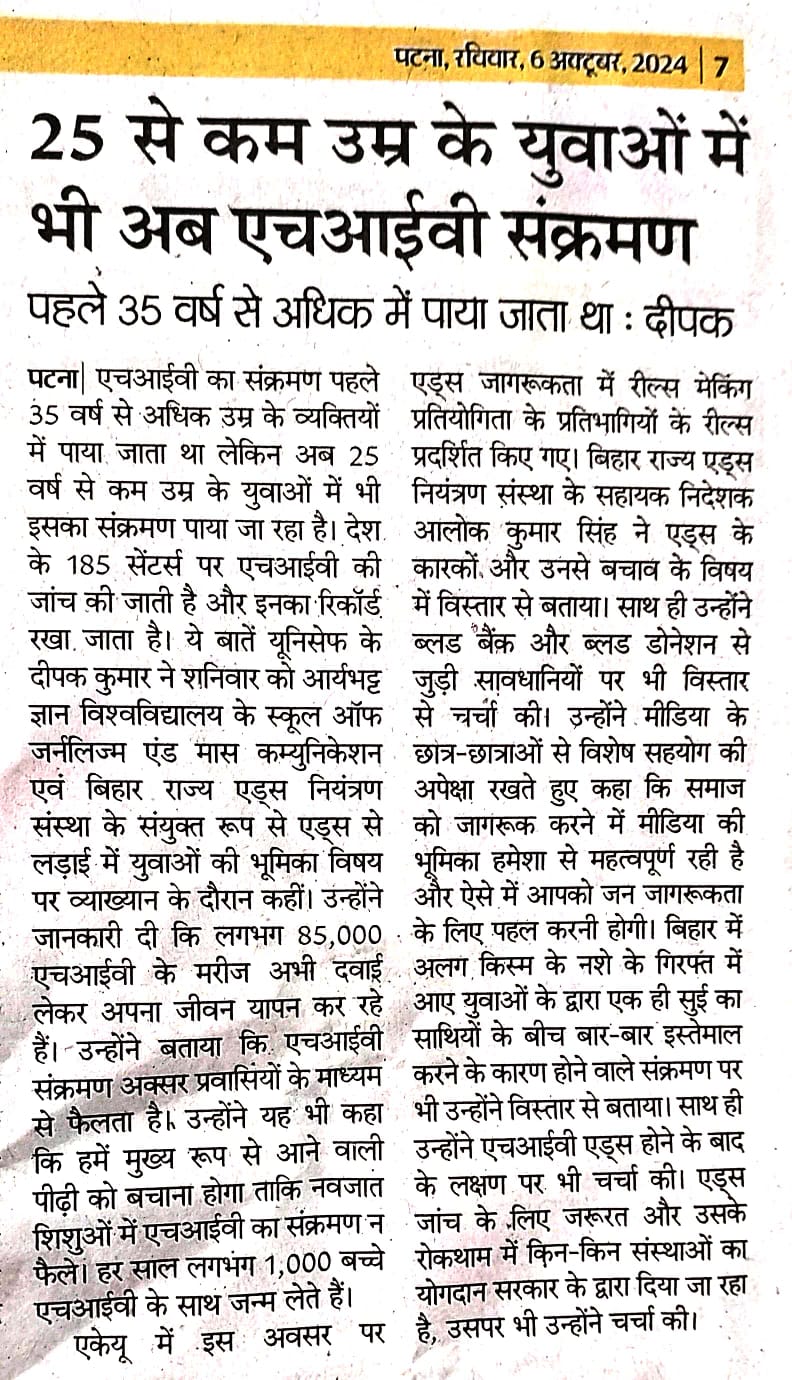 पटना, रविवार, 6 अक्टूबर, 2024 | 7
25 से कम उम्र के युवाओं में
भी अब एचआईवी संक्रमण
पहले 35 वर्ष से अधिक में पाया जाता था : दीपक
पटना| एचआईवी का संक्रमण पहले
35 वर्ष से अधिक उम्र के व्यक्तियों
में पाया जाता था लेकिन अब 25
वर्ष से कम उम्र के युवाओं में भी
इसका संक्रमण पाया जा रहा है। देश
के 185 सेंटर्स पर एचआईवी की
जांच की जाती है और इनका रिकॉर्ड
रखा जाता है। ये बातें यूनिसेफ के
दीपक कुमार ने शनिवार को आर्यभट्ट
ज्ञान विश्वविद्यालय के स्कूल ऑफ
जर्नलिज्म एंड मास कम्युनिकेशन
एवं बिहार राज्य एड्स नियंत्रण
संस्था के संयुक्त रूप से एड्स से
लड़ाई में युवाओं की भूमिका विषय
पर व्याख्यान के दौरान कहीं। उन्होंने
जानकारी दी कि लगभग 85,000
एचआईवी के मरीज अभी दवाई
लेकर अपना जीवन यापन कर रहे
हैं। उन्होंने बताया कि एचआईवी
संक्रमण अक्सर प्रवासियों के माध्यम
से फैलता है। उन्होंने यह भी कहा
कि हमें मुख्य रूप से आने वाली
पीढ़ी को बचाना होगा ताकि नवजात
शिशुओं में एचआईवी का संक्रमण न
फैले। हर साल लगभग 1,000 बच्चे
एचआईवी के साथ जन्म लेते हैं।
एकेयू में इस अवसर पर
एड्स जागरूकता में रील्स मेकिंग
प्रतियोगिता के प्रतिभागियों के रील्स
प्रदर्शित किए गए। बिहार राज्य एड्स
नियंत्रण संस्था के सहायक निदेशक
आलोक कुमार सिंह ने एड्स के
कारकों और उनसे बचाव के विषय
में विस्तार से बताया। साथ ही उन्होंने
ब्लड बैंक और ब्लड डोनेशन से
जुड़ी सावधानियों पर भी विस्तार
से चर्चा की। उन्होंने मीडिया के
छात्र-छात्राओं से विशेष सहयोग की
अपेक्षा रखते हुए कहा कि समाज
को जागरूक करने में मीडिया की
भूमिका हमेशा से महत्वपूर्ण रही है
और ऐसे में आपको जन जागरूकता
के लिए पहल करनी होगी। बिहार में
अलग किस्म के नशे के गिरफ्त में
आए युवाओं के द्वारा एक ही सुई का
साथियों के बीच बार-बार इस्तेमाल
करने के कारण होने वाले संक्रमण पर
भी उन्होंने विस्तार से बताया। साथ ही
उन्होंने एचआईवी एड्स होने के बाद
के लक्षण पर भी चर्चा की। एड्स
जांच के लिए जरूरत और उसके
रोकथाम में किन-किन संस्थाओं का
योगदान सरकार के द्वारा दिया जा रहा
है, उसपर भी उन्होंने चर्चा की।